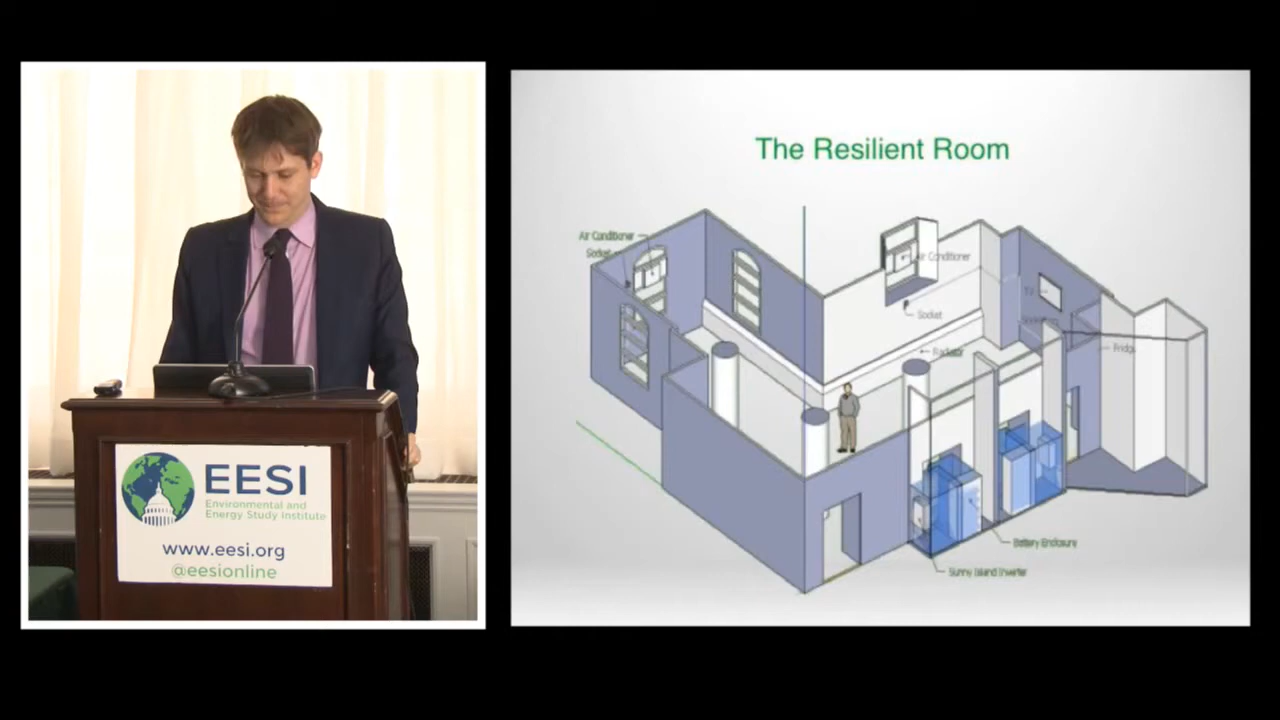 EESI
Environmental and
Energy Study Institute
www.eesi.org
@eesionline
The Resilient Room
Air Conditioner
Socket
Air Conditioner
Socket
Radiator
TV
Fridge
Battery Enclosure
Sunny Island Inverter